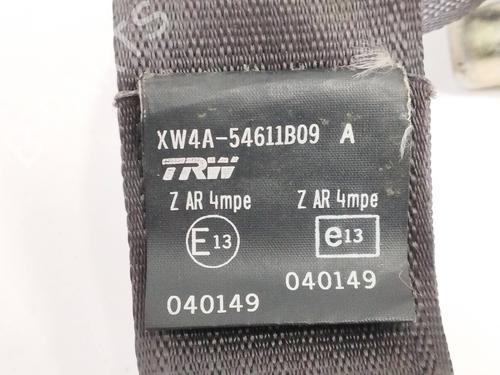 XW4A-54611B09 A
TRW
Z AR 4mpe Z AR 4mpe
E13 e13
040149 040149